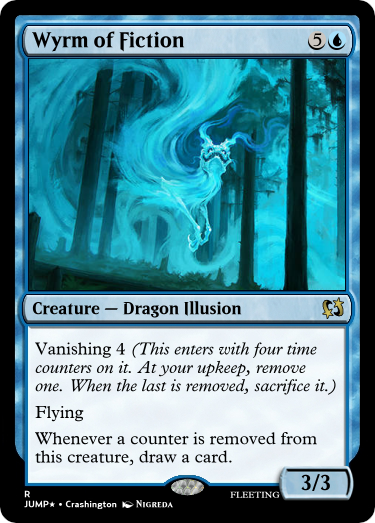 Wyrm of Fiction
5
Creature — Dragon Illusion
Vanishing 4 (This enters with four time
counters on it. At your upkeep, remove
one. When the last is removed, sacrifice it.)
Flying
Whenever a counter is removed from
this creature, draw a card.
3/3
R
JUMP★ • Crashington NIGREDA
FLEETING